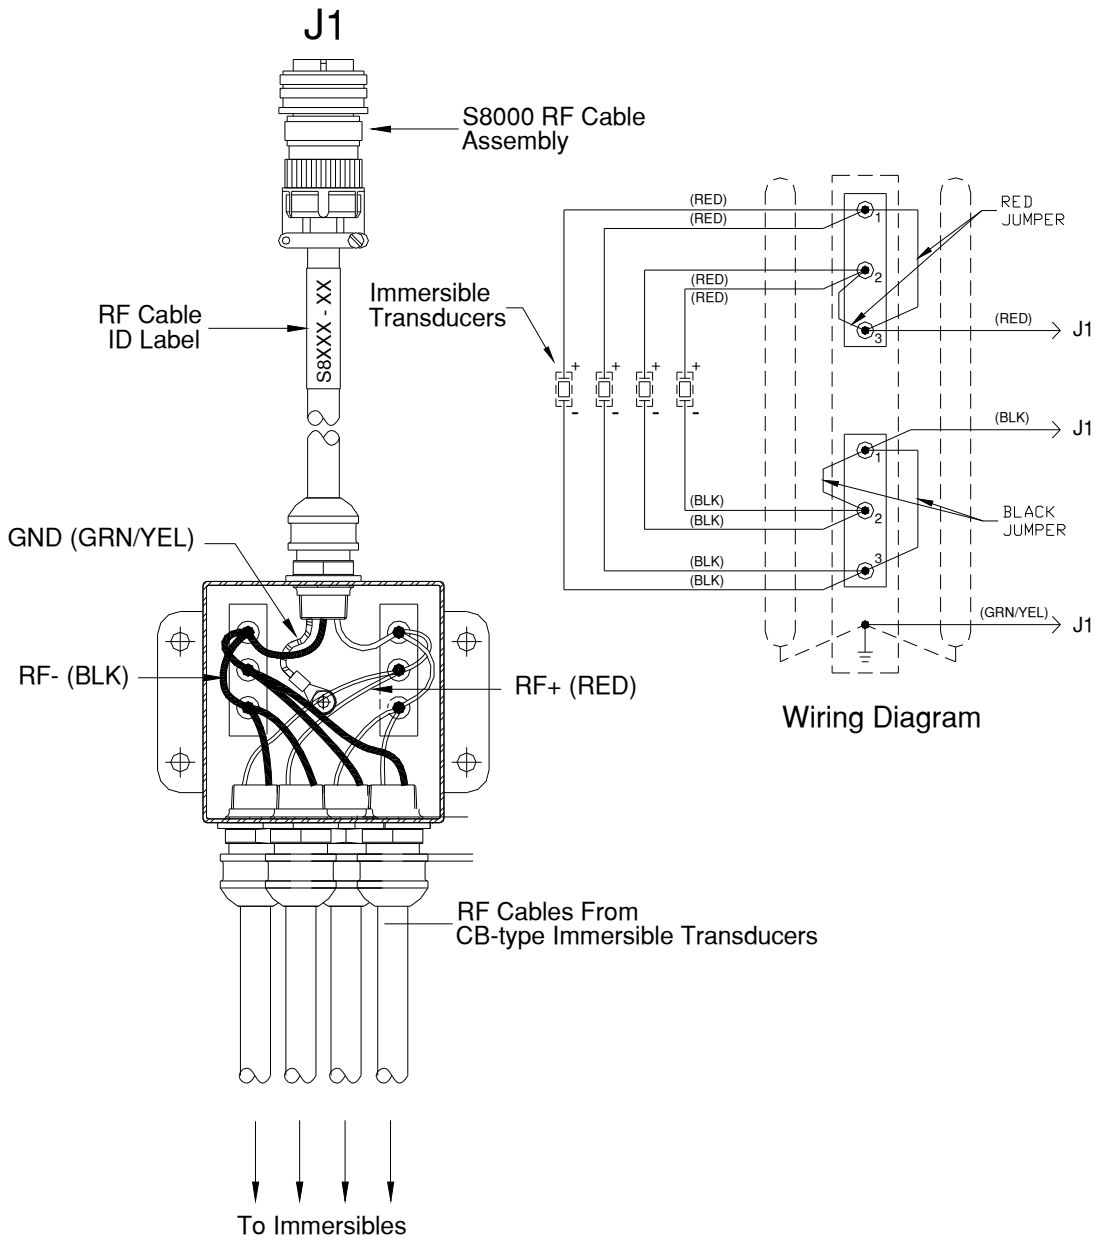 J1
S8000 RF Cable
Assembly
RF Cable
ID Label
S8XXX - XX
GND (GRN/YEL)
RF- (BLK)
RF+ (RED)
RF Cables From
CB-type Immersible Transducers
To Immersibles
Immersible
Transducers
(RED)
(RED)
(RED)
(RED)
1
2
3
RED
JUMPER
(RED)
J1
+
+
+
+
-
-
-
-
(BLK)
J1
1
2
3
(BLK)
(BLK)
(BLK)
(BLK)
BLACK
JUMPER
(GRN/YEL)
J1
Wiring Diagram